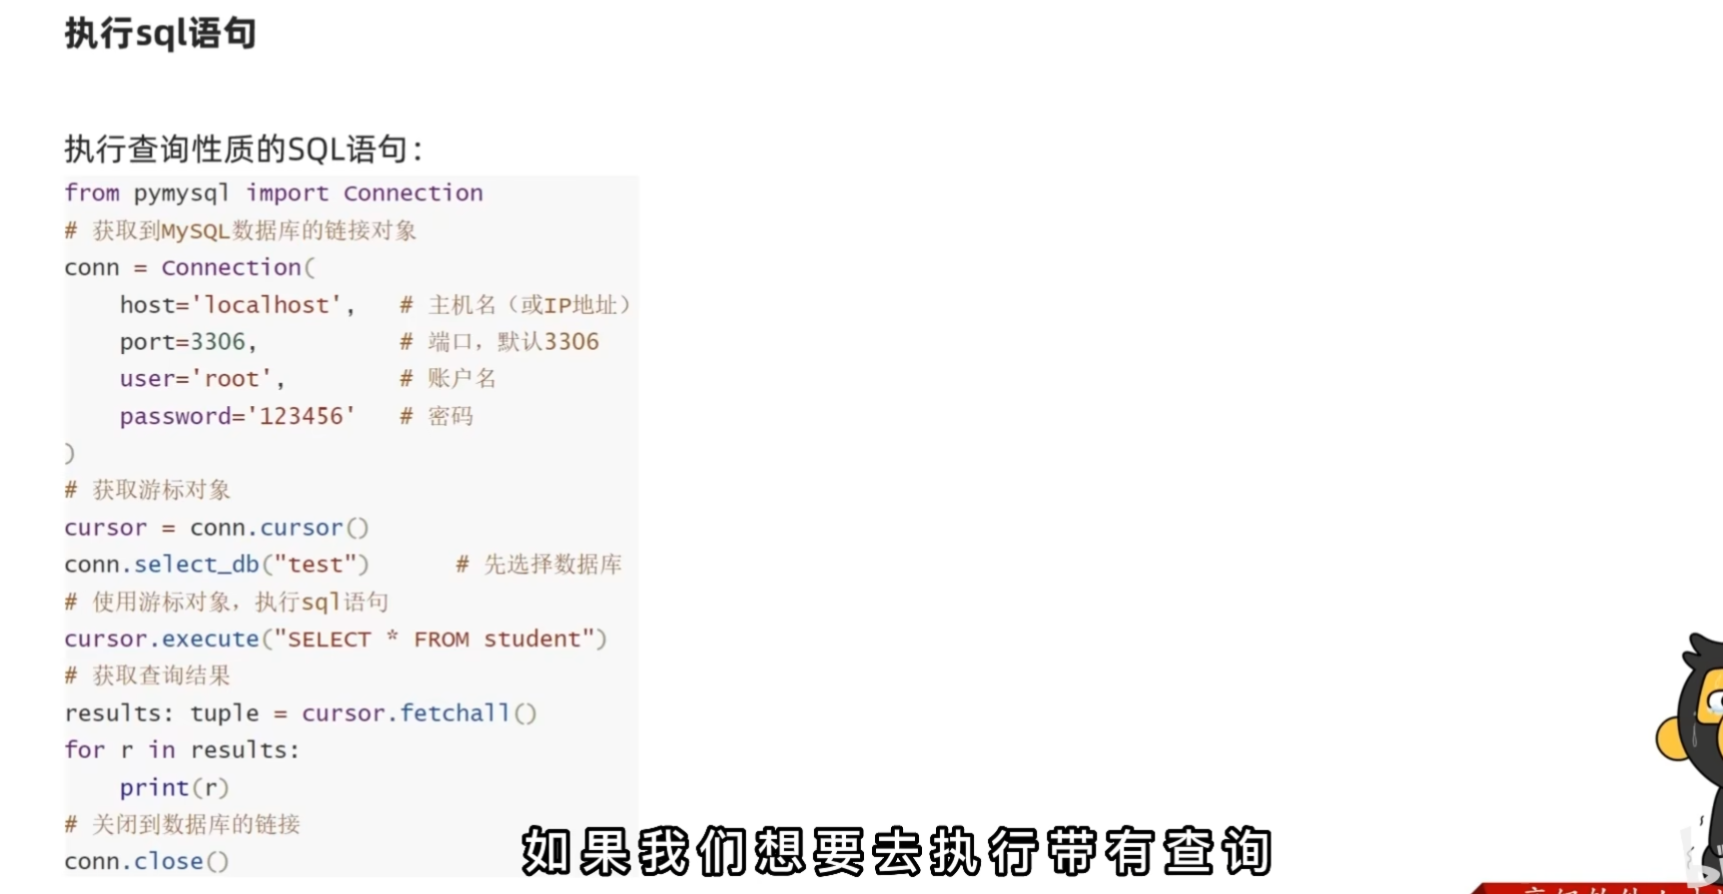 执行sql语句
执行查询性质的SQL语句：
from pymysql import Connection
# 获取到MySQL数据库的链接对象
conn = Connection(
    host='localhost',   # 主机名（或IP地址）
    port=3306,          # 端口，默认3306
    user='root',        # 账户名
    password='123456'   # 密码
)
# 获取游标对象
cursor = conn.cursor()
conn.select_db("test")      # 先选择数据库
# 使用游标对象，执行sql语句
cursor.execute("SELECT * FROM student")
# 获取查询结果
results: tuple = cursor.fetchall()
for r in results:
    print(r)
# 关闭到数据库的链接
conn.close()
如果我们想要去执行带有查询